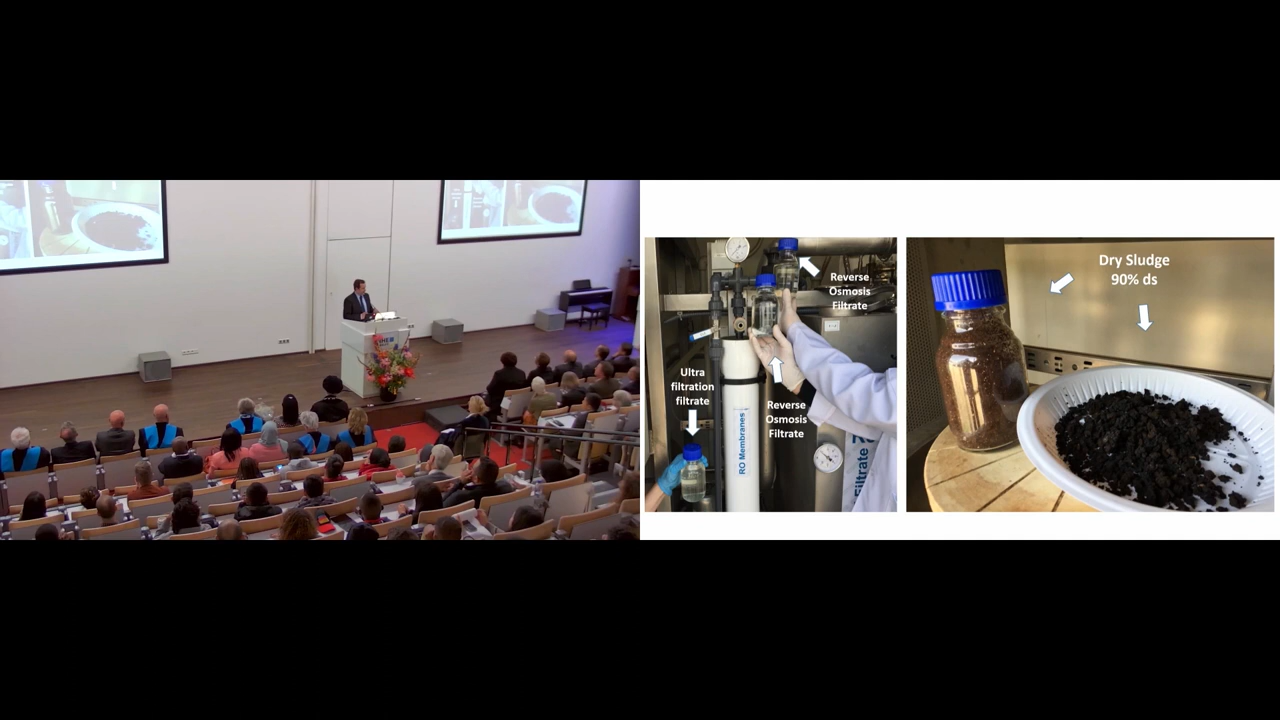 Reverse
Osmosis
Filtrate
Ultra
filtration
filtrate
Reverse
Osmosis
Filtrate
RO Membranes
Dry Sludge
90% ds